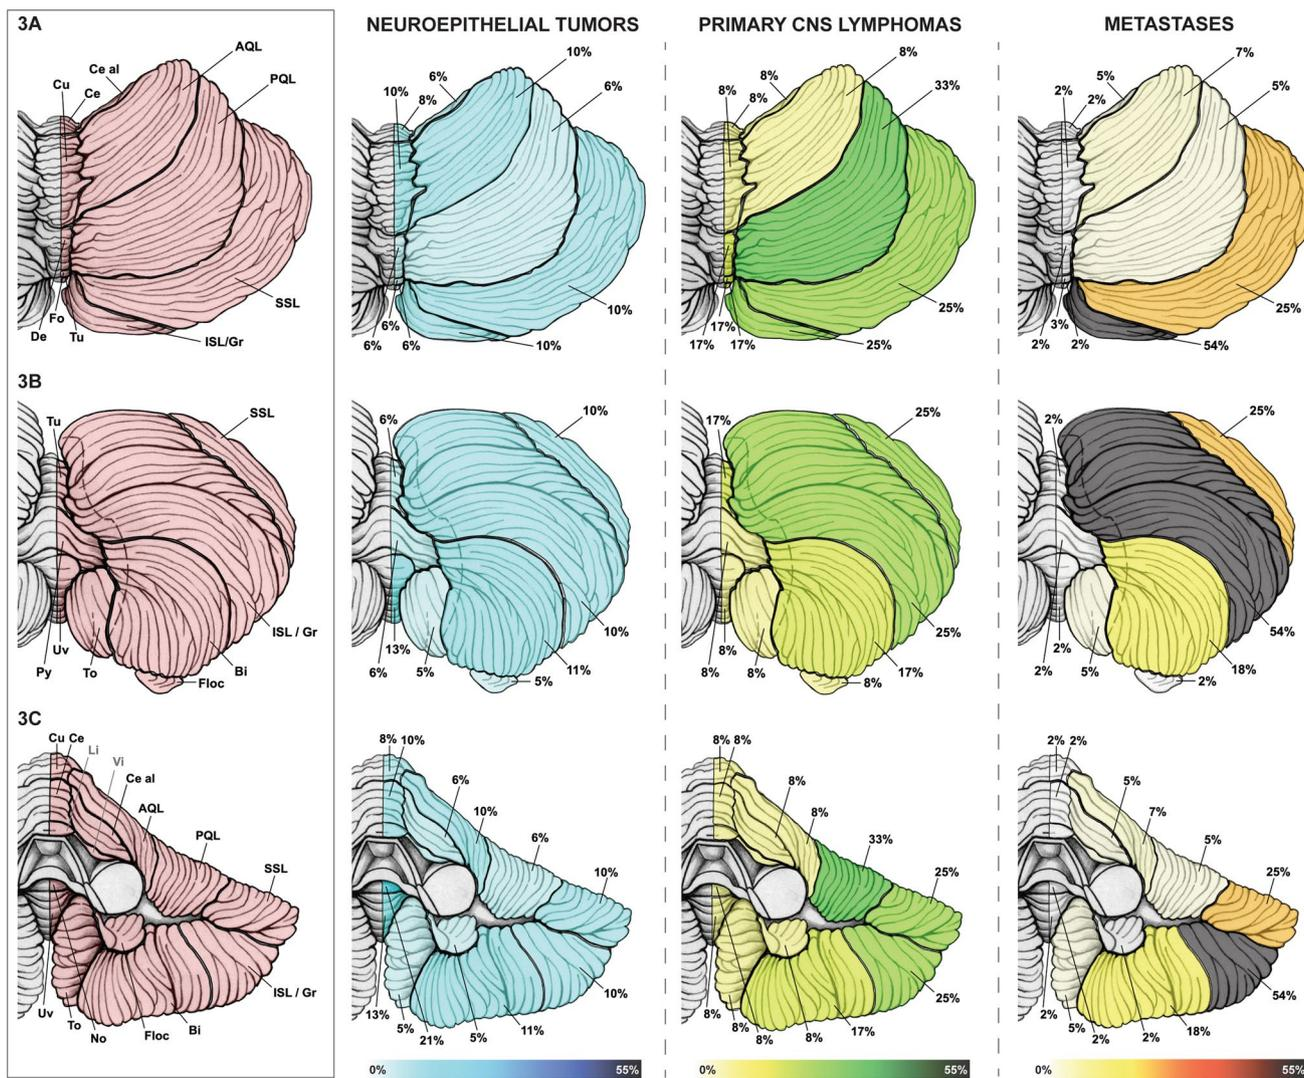 NEUROEPITHELIAL TUMORS PRIMARY CNS LYMPHOMAS METASTASES
3A
AQL
Ce al
PQL
Cu
Ce
SSL
Fo
De Tu
ISL/Gr
10%
6%
6%
10%
8%
10%
6%
6% 6%
10%
8%
8%
33%
8%
8%
25%
17%
17% 17%
25%
7%
5%
5%
2%
2%
25%
3%
2% 2%
54%
3B
SSL
Tu
ISL / Gr
Uv
Py To
Bi
Floc
10%
6%
10%
13%
6% 5%
11%
5%
25%
17%
25%
8%
8% 8%
17%
8%
25%
2%
54%
2%
2% 5%
18%
2%
3C
Cu Ce
Li
Vi
Ce al
AQL
PQL
SSL
ISL / Gr
Uv
To
No
Floc
Bi
8% 10%
6%
10%
6%
10%
10%
13%
5%
21%
5%
11%
8% 8%
8%
8%
33%
25%
25%
8%
8%
8%
8%
17%
2% 2%
5%
7%
5%
25%
54%
2%
5%
2%
2%
18%
0% 55%
0% 55%
0% 55%